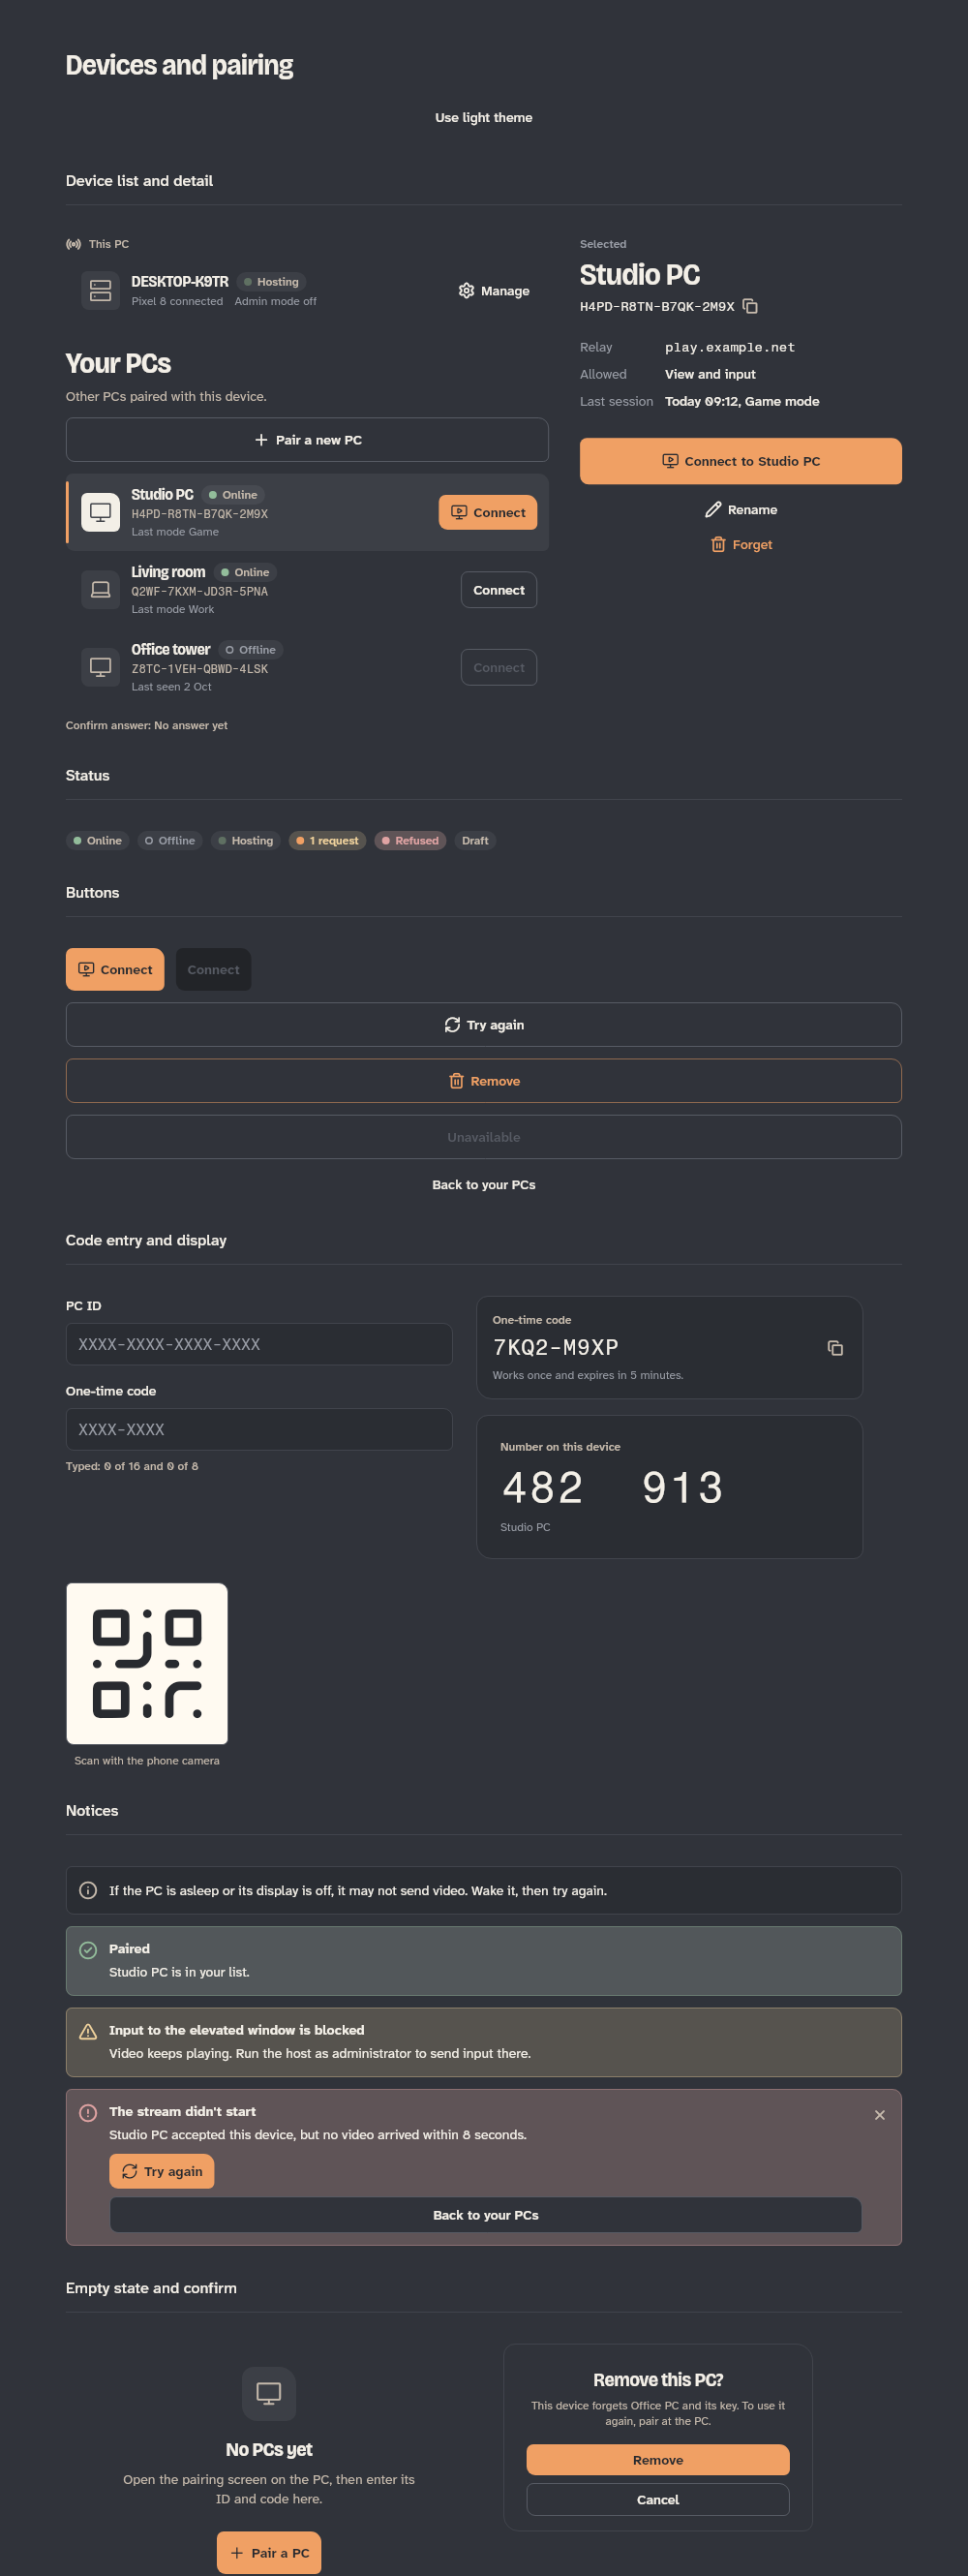 Devices and pairing
Use light theme
Device list and detail
This PC
DESKTOP-K9TR Hosting
Pixel 8 connected Admin mode off
Manage
Your PCs
Other PCs paired with this device.
Pair a new PC
Studio PC Online
H4PD-R8TN-B7QK-2M9X
Last mode Game
Connect
Living room Online
Q2WF-7KXM-JD3R-5PNA
Last mode Work
Connect
Office tower Offline
Z8TC-1VEH-QBWD-4LSK
Last seen 2 Oct
Connect
Confirm answer: No answer yet
Selected
Studio PC
H4PD-R8TN-B7QK-2M9X
Relay play.example.net
Allowed View and input
Last session Today 09:12, Game mode
Connect to Studio PC
Rename
Forget
Status
Online Offline Hosting 1 request Refused Draft
Buttons
Connect Connect
Try again
Remove
Unavailable
Back to your PCs
Code entry and display
PC ID
XXXX-XXXX-XXXX-XXXX
One-time code
XXXX-XXXX
Typed: 0 of 16 and 0 of 8
One-time code
7KQ2-M9XP
Works once and expires in 5 minutes.
Number on this device
482 913
Studio PC
Scan with the phone camera
Notices
If the PC is asleep or its display is off, it may not send video. Wake it, then try again.
Paired
Studio PC is in your list.
Input to the elevated window is blocked
Video keeps playing. Run the host as administrator to send input there.
The stream didn't start
Studio PC accepted this device, but no video arrived within 8 seconds.
Try again
Back to your PCs
Empty state and confirm
No PCs yet
Open the pairing screen on the PC, then enter its
ID and code here.
Pair a PC
Remove this PC?
This device forgets Office PC and its key. To use it
again, pair at the PC.
Remove
Cancel